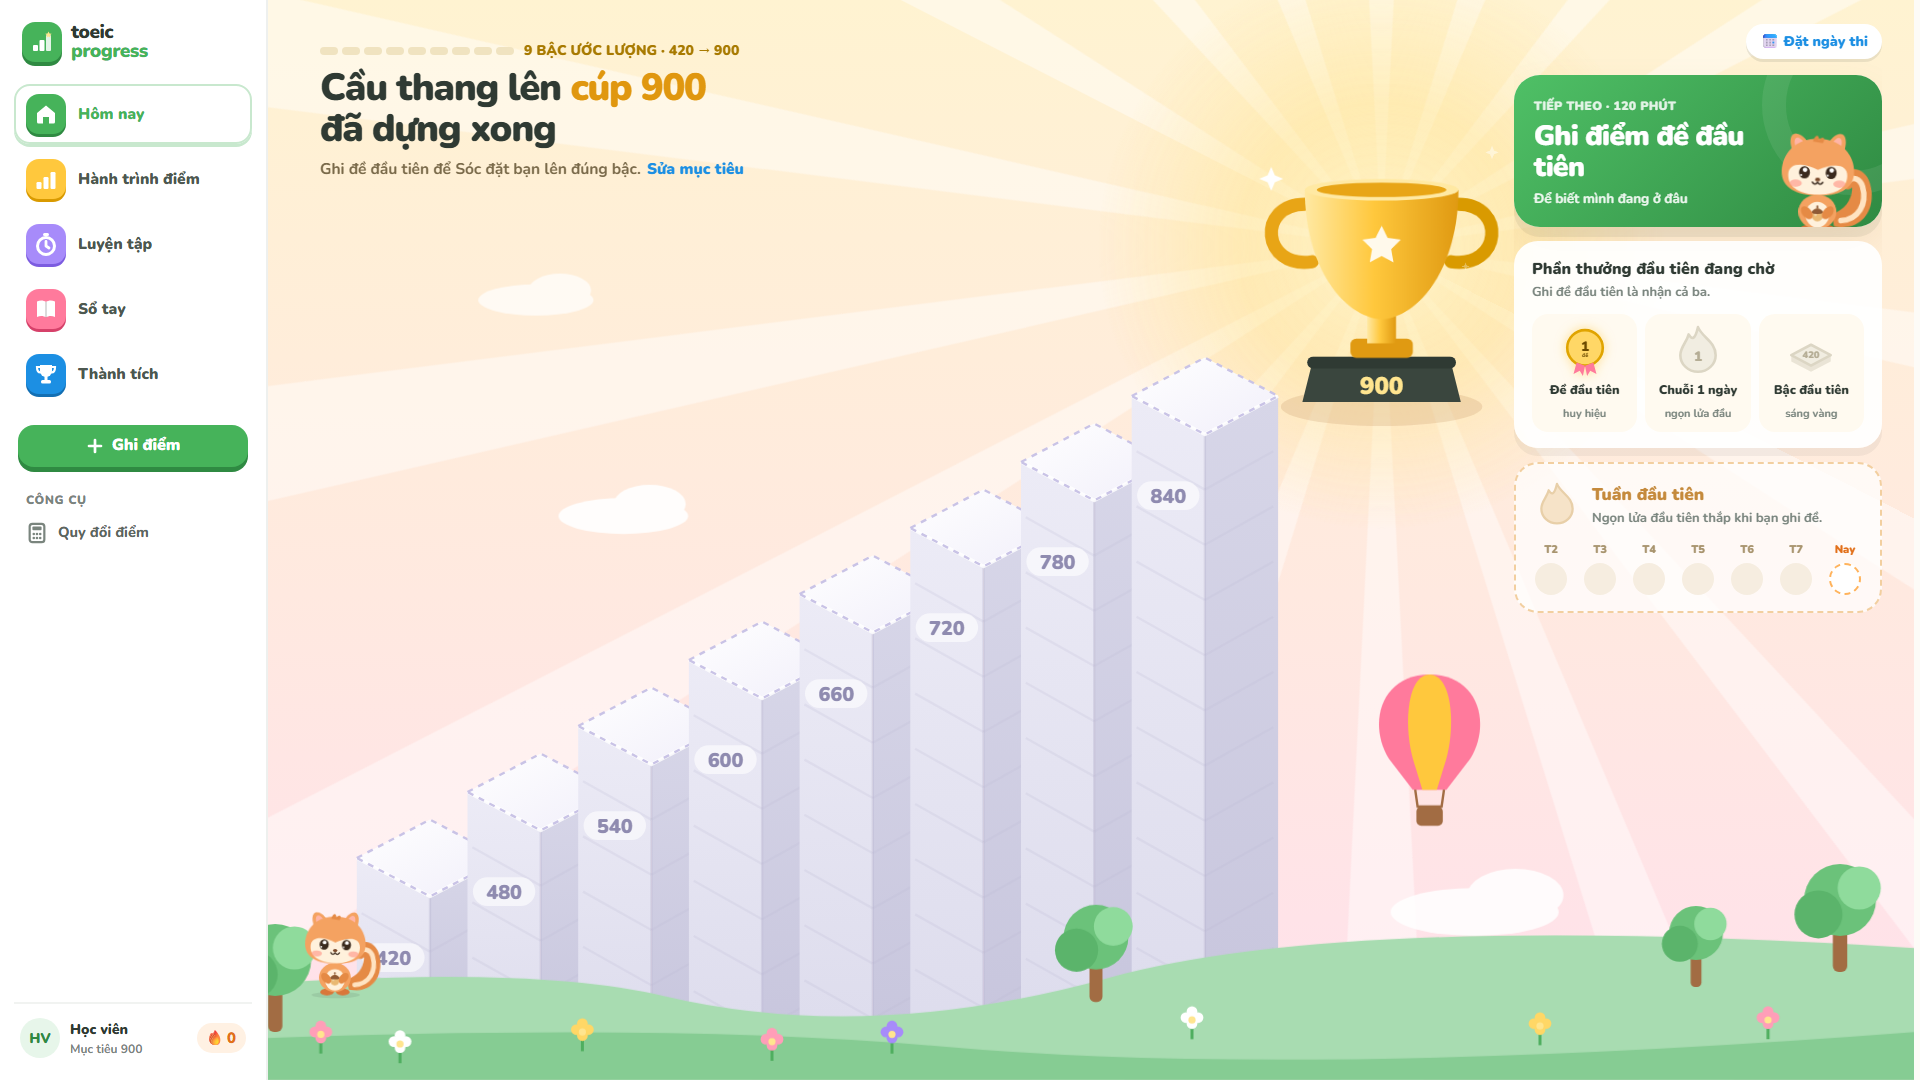 toeic
progress
Hôm nay
Hành trình điểm
Luyện tập
Sổ tay
Thành tích
Ghi điểm
CÔNG CỤ
Quy đổi điểm
HV
Học viên
Mục tiêu 900
0
9 BẬC ƯỚC LƯỢNG · 420 → 900
Cầu thang lên cúp 900
đã dựng xong
Ghi đề đầu tiên để Sóc đặt bạn lên đúng bậc. Sửa mục tiêu
900
840
780
720
660
600
540
480
420
Đặt ngày thi
TIẾP THEO · 120 PHÚT
Ghi điểm đề đầu
tiên
Để biết mình đang ở đâu
Phần thưởng đầu tiên đang chờ
Ghi đề đầu tiên là nhận cả ba.
1
đề
Đề đầu tiên
huy hiệu
1
Chuỗi 1 ngày
ngọn lửa đầu
420
Bậc đầu tiên
sáng vàng
Tuần đầu tiên
Ngọn lửa đầu tiên thắp khi bạn ghi đề.
T2 T3 T4 T5 T6 T7 Nay